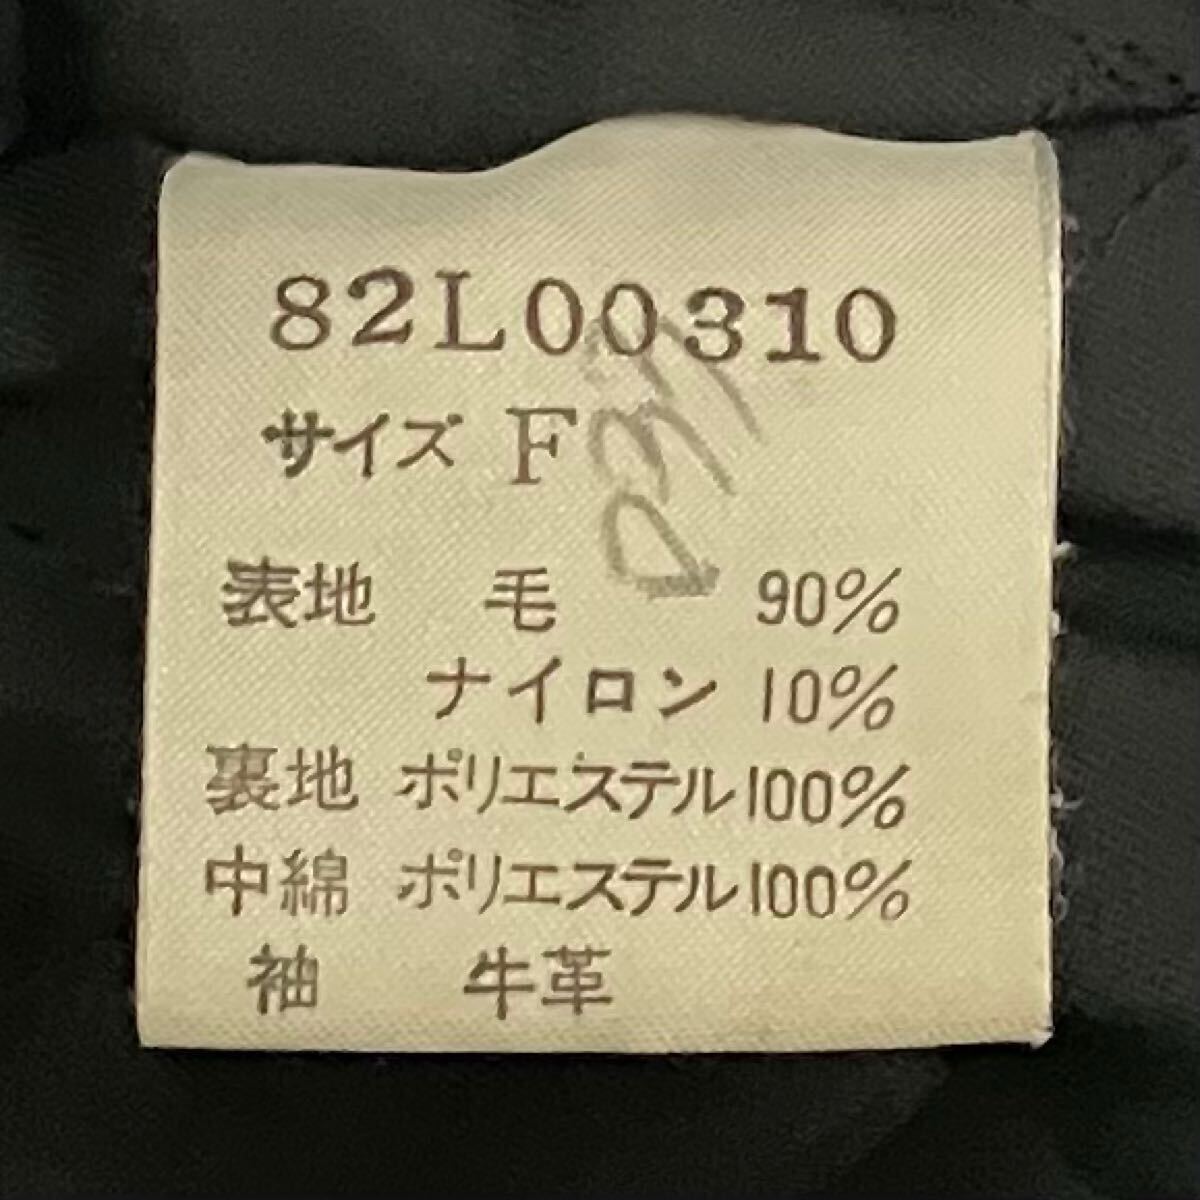 82L00310
サイズ F
表地 毛 90%
ナイロン 10%
裏地 ポリエステル 100%
中綿 ポリエステル 100%
袖 牛革